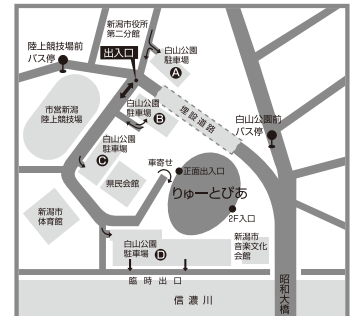 新潟市役所
第二分館
陸上競技場前
バス停
出入口
白山公園
駐車場
A
市営新潟
陸上競技場
白山公園
駐車場
B
埋設道路
白山公園前
バス停
白山公園
駐車場
C
車寄せ
正面出入口
県民会館
りゅーとぴあ
新潟市
体育館
2F入口
白山公園
駐車場
D
新潟市
音楽文化
会館
臨時出口
信濃川
昭和大橋